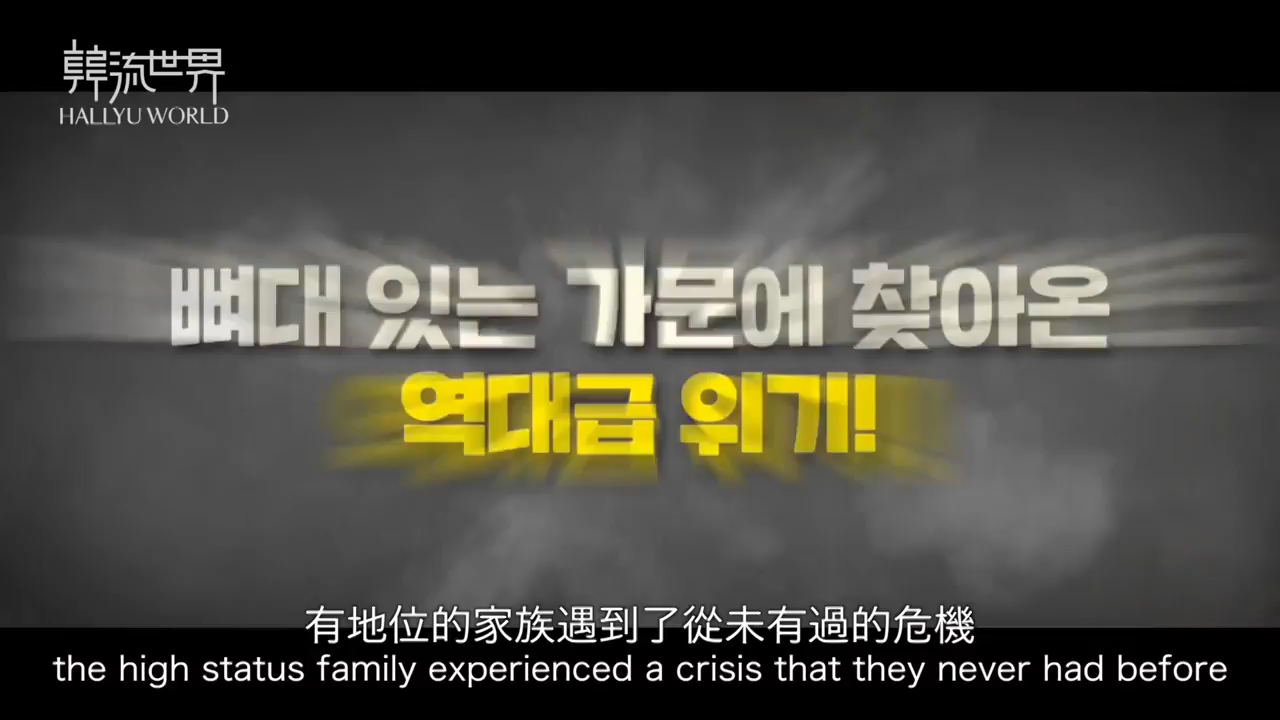 韓流世界
HALLYU WORLD
뼈대 있는 가문에 찾아온
역대급 위기!
有地位的家族遇到了從未有過的危機
the high status family experienced a crisis that they never had before